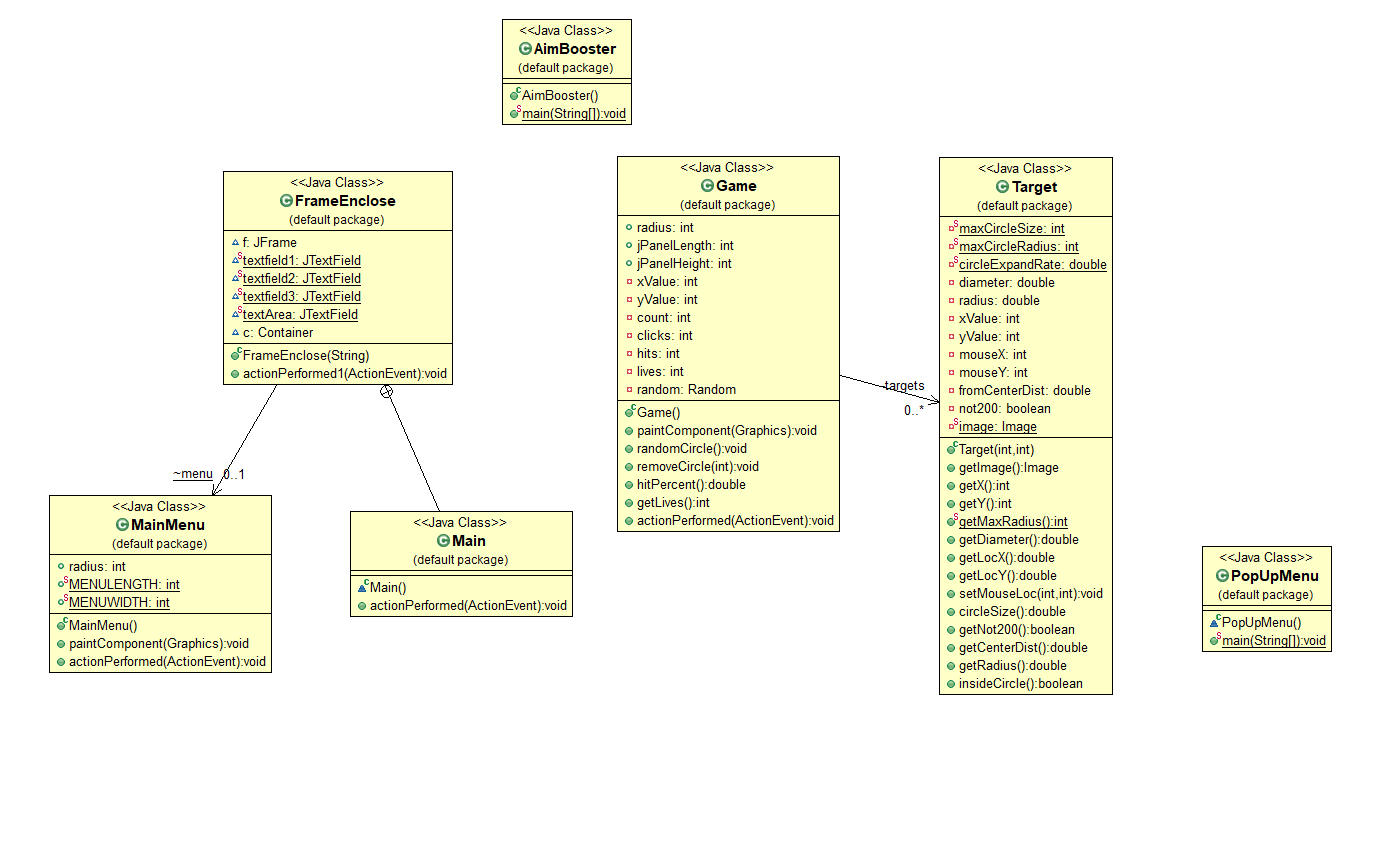 <<Java Class>>
AimBooster
(default package)
AimBooster()
main(String[]):void
<<Java Class>>
FrameEnclose
(default package)
f: JFrame
textfield1: JTextField
textfield2: JTextField
textfield3: JTextField
textArea: JTextField
c: Container
FrameEnclose(String)
actionPerformed1(ActionEvent):void
<<Java Class>>
Game
(default package)
radius: int
jPanelLength: int
jPanelHeight: int
xValue: int
yValue: int
count: int
clicks: int
hits: int
lives: int
random: Random
Game()
paintComponent(Graphics):void
randomCircle():void
removeCircle(int):void
hitPercent():double
getLives():int
actionPerformed(ActionEvent):void
-targets
0..*
<<Java Class>>
Target
(default package)
maxCircleSize: int
maxCircleRadius: int
circleExpandRate: double
diameter: double
radius: double
xValue: int
yValue: int
mouseX: int
mouseY: int
fromCenterDist: double
not200: boolean
image: Image
Target(int,int)
getImage():Image
getX():int
getY():int
getMaxRadius():int
getDiameter():double
getLocX():double
getLocY():double
setMouseLoc(int,int):void
circleSize():double
getNot200():boolean
getCenterDist():double
getRadius():double
insideCircle():boolean
~menu 0..1
<<Java Class>>
MainMenu
(default package)
radius: int
MENULENGTH: int
MENUWIDTH: int
MainMenu()
paintComponent(Graphics):void
actionPerformed(ActionEvent):void
<<Java Class>>
Main
(default package)
Main()
actionPerformed(ActionEvent):void
<<Java Class>>
PopUpMenu
(default package)
PopUpMenu()
main(String[]):void